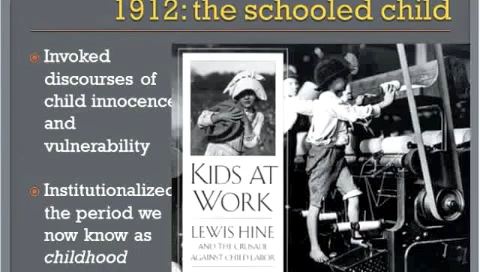 1912: the schooled child
Invoked
discourses of
child innocence
and
vulnerability
Institutionalized
the period we
now know as
childhood
KIDS AT
WORK
LEWIS HINE
AND THE CRUSADE
AGAINST CHILD LABOR